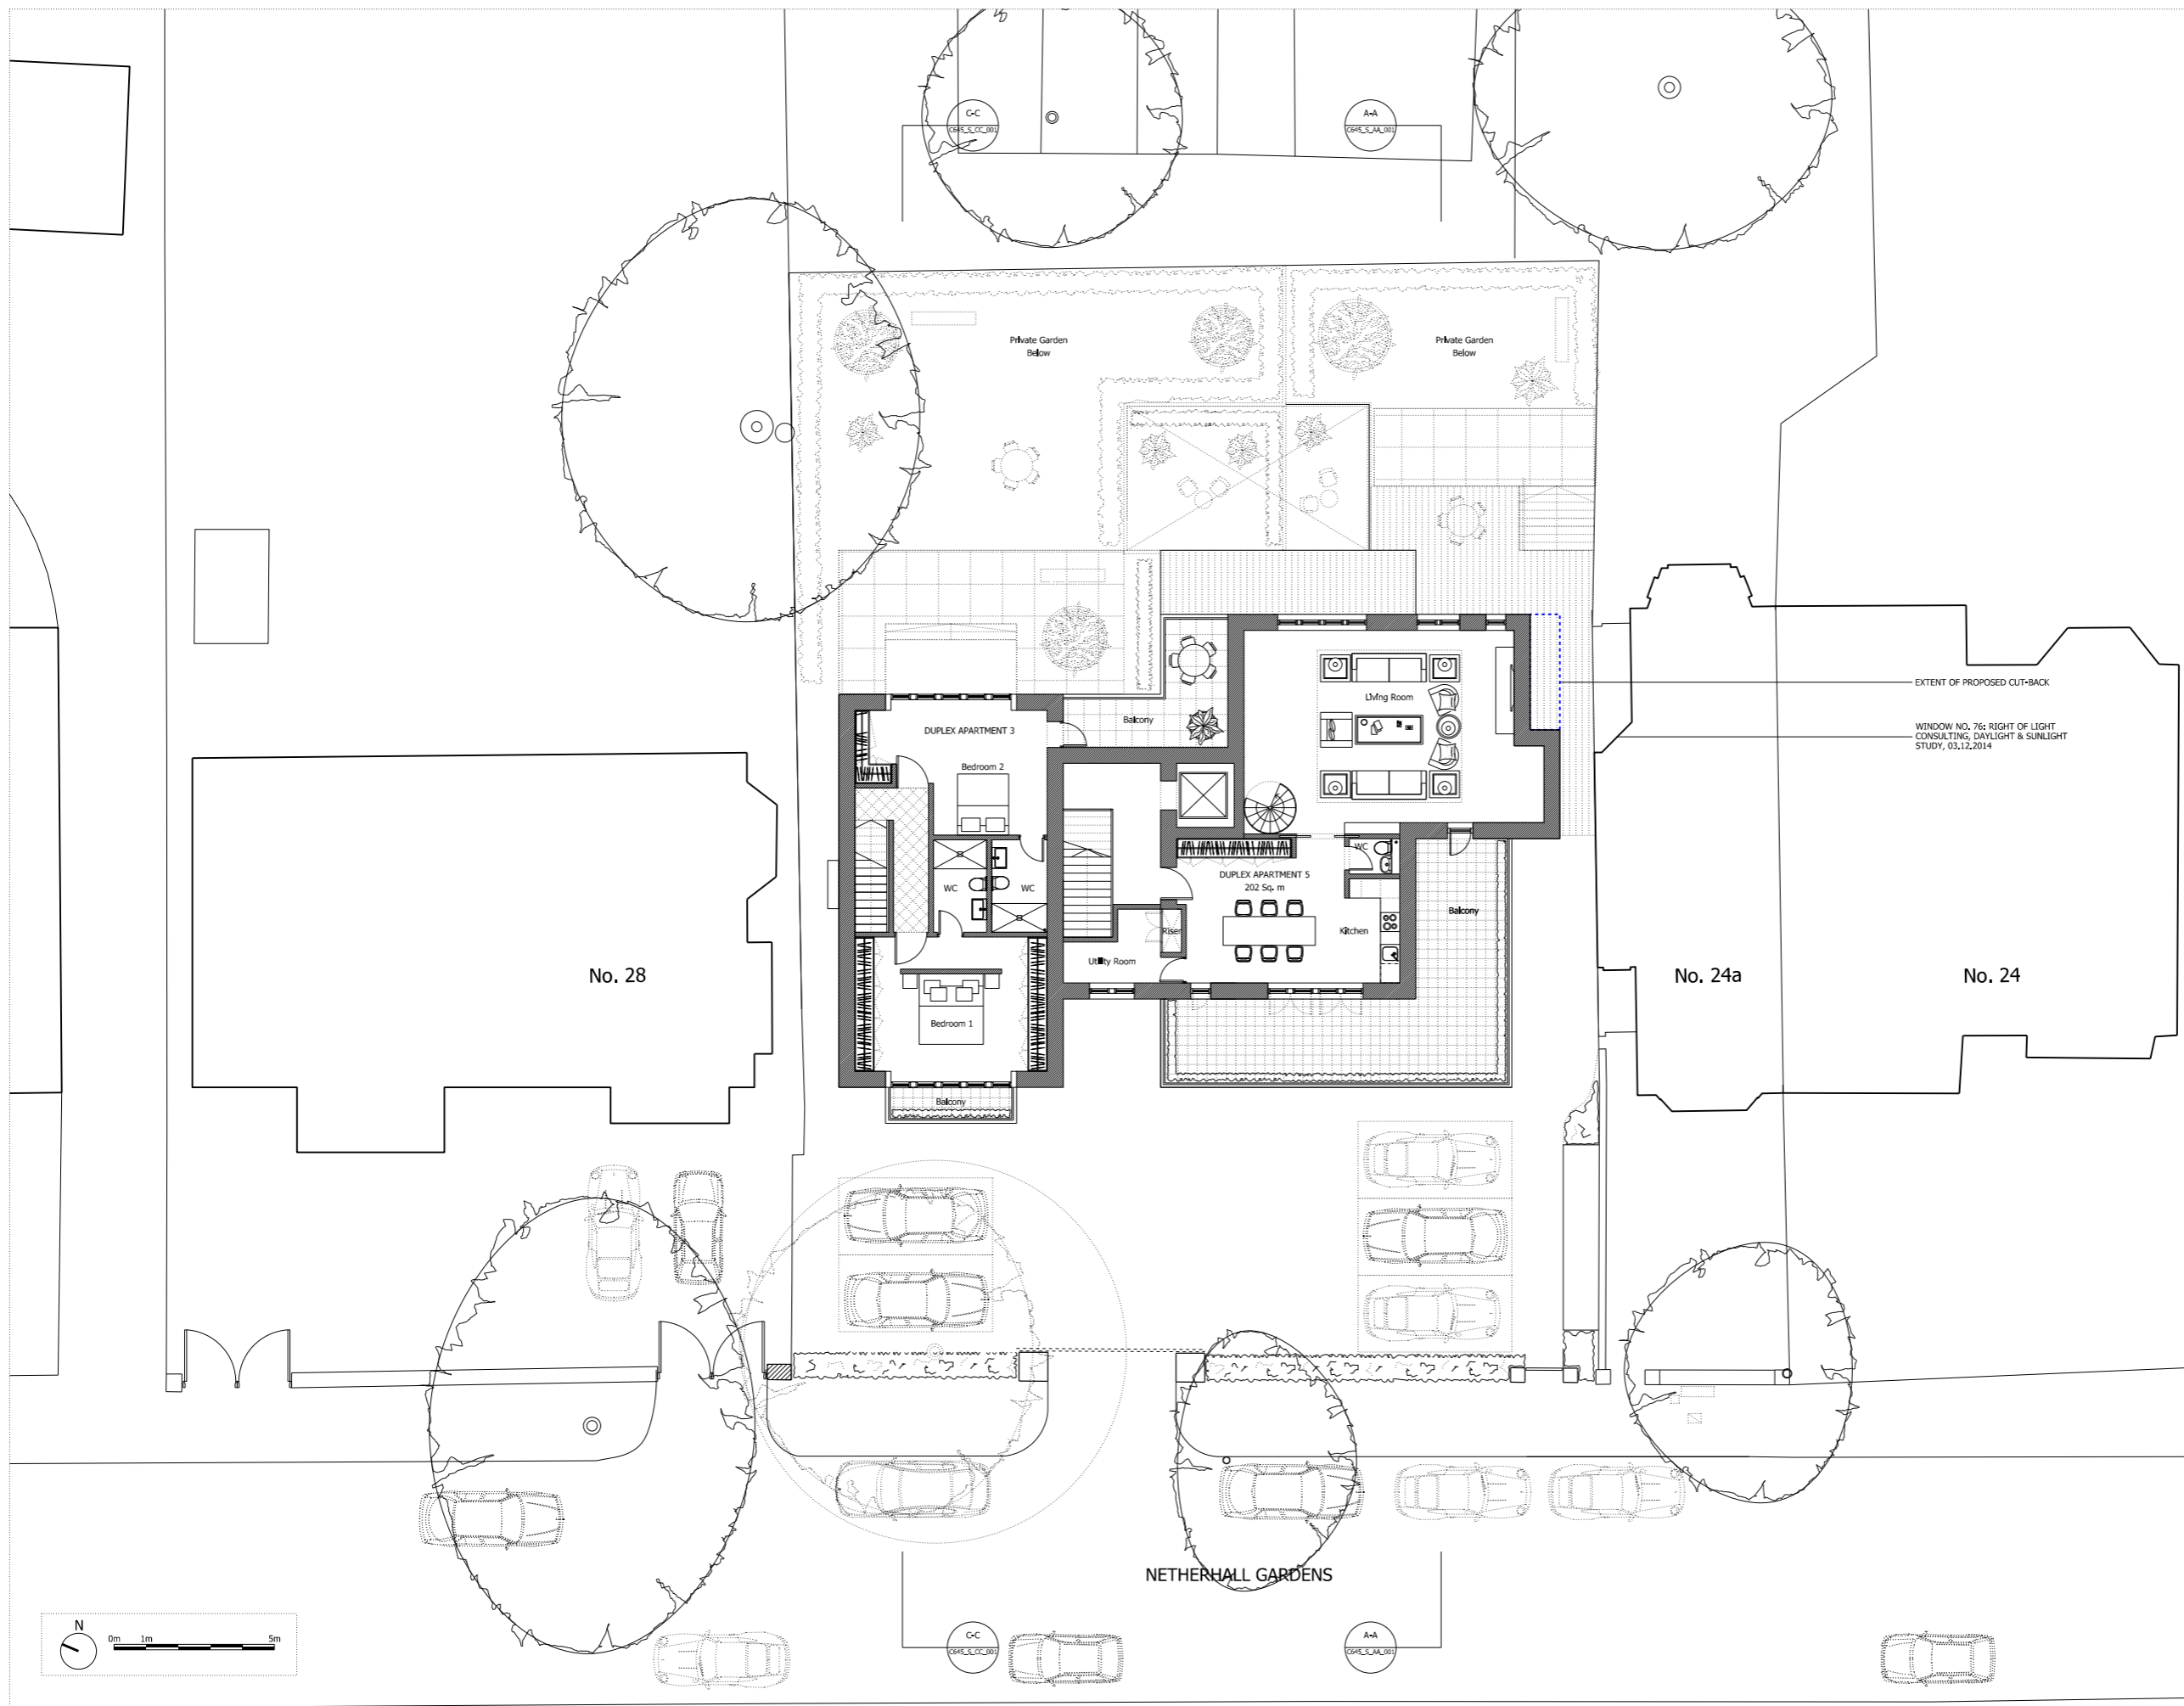 C-C
C645_S_CC_001
A-A
C645_S_AA_001
Private Garden
Below
Private Garden
Below
EXTENT OF PROPOSED CUT-BACK
Living Room
Balcony
DUPLEX APARTMENT 3
WINDOW NO. 76: RIGHT OF LIGHT
CONSULTING, DAYLIGHT & SUNLIGHT
STUDY, 03.12.2014
Bedroom 2
WC
DUPLEX APARTMENT 5
202 Sq. m
WC
WC
Balcony
Riser
Kitchen
Utility Room
No. 28
No. 24a
No. 24
Bedroom 1
Balcony
NETHERHALL GARDENS
N
0m 1m 5m
C-C
C645_S_CC_001
A-A
C645_S_AA_001